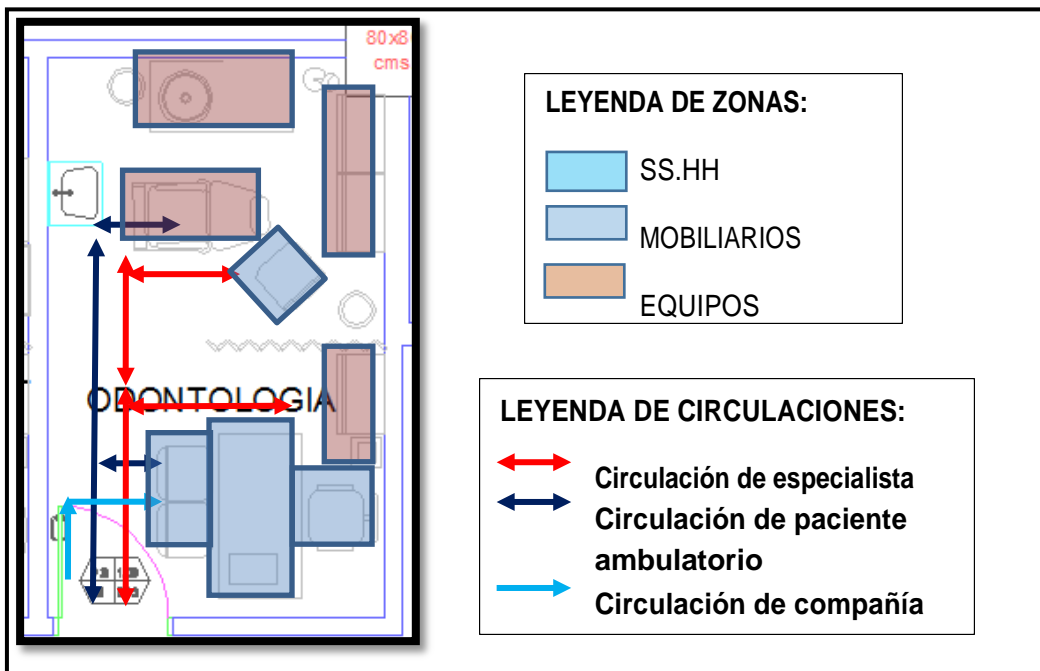 80x8
cms
ODONTOLOGIA
LEYENDA DE ZONAS:
SS.HH
MOBILIARIOS
EQUIPOS
LEYENDA DE CIRCULACIONES:
Circulación de especialista
Circulación de paciente
ambulatorio
Circulación de compañía